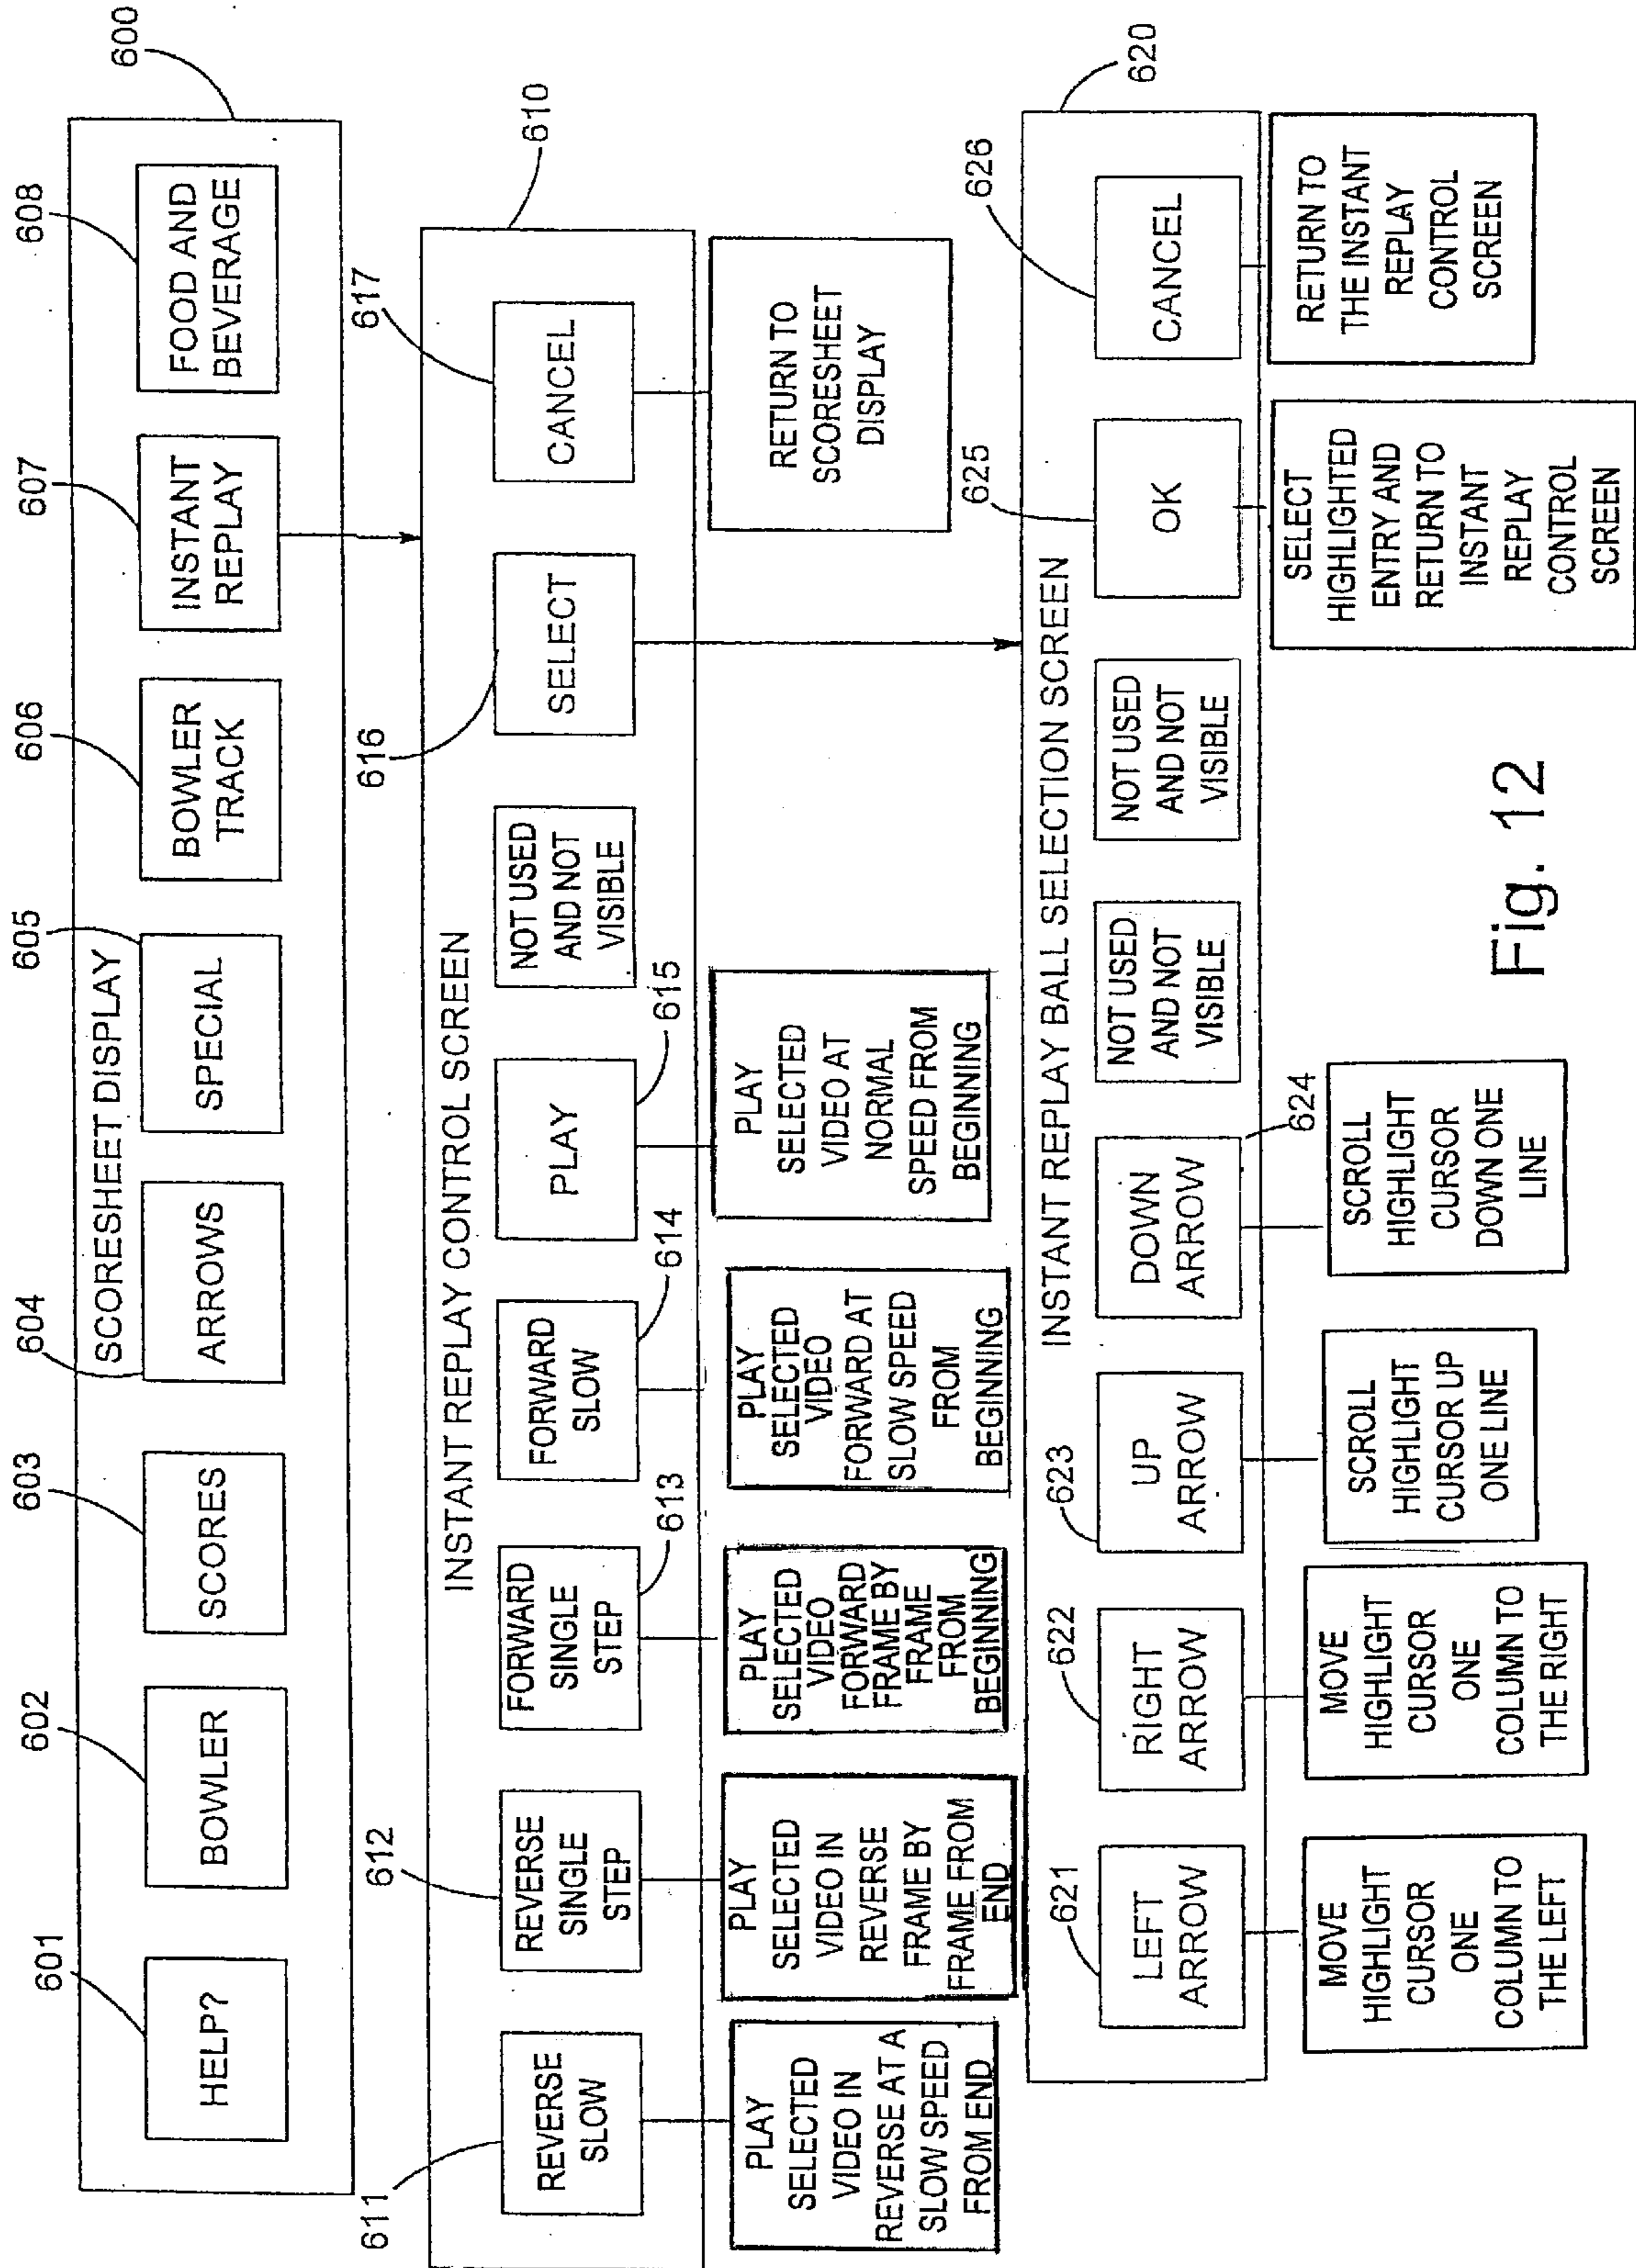 600
SCORESHEET DISPLAY
601
HELP?
602
BOWLER
603
SCORES
604
ARROWS
605
SPECIAL
606
BOWLER
TRACK
607
INSTANT
REPLAY
608
FOOD AND
BEVERAGE
610
INSTANT REPLAY CONTROL SCREEN
611
REVERSE
SLOW
612
REVERSE
SINGLE
STEP
613
FORWARD
SINGLE
STEP
614
FORWARD
SLOW
615
PLAY
NOT USED
AND NOT
VISIBLE
616
SELECT
617
CANCEL
PLAY
SELECTED
VIDEO IN
REVERSE AT A
SLOW SPEED
FROM END
PLAY
SELECTED
VIDEO IN
REVERSE
FRAME BY
FRAME FROM
END
PLAY
SELECTED
VIDEO
FORWARD
FRAME BY
FRAME
FROM
BEGINNING
PLAY
SELECTED
VIDEO
FORWARD AT
SLOW SPEED
FROM
BEGINNING
PLAY
SELECTED
VIDEO AT
NORMAL
SPEED FROM
BEGINNING
RETURN TO
SCORESHEET
DISPLAY
620
INSTANT REPLAY BALL SELECTION SCREEN
621
LEFT
ARROW
622
RIGHT
ARROW
623
UP
ARROW
624
DOWN
ARROW
NOT USED
AND NOT
VISIBLE
NOT USED
AND NOT
VISIBLE
625
OK
626
CANCEL
MOVE
HIGHLIGHT
CURSOR
ONE
COLUMN TO
THE LEFT
MOVE
HIGHLIGHT
CURSOR
ONE
COLUMN TO
THE RIGHT
SCROLL
HIGHLIGHT
CURSOR UP
ONE LINE
SCROLL
HIGHLIGHT
CURSOR
DOWN ONE
LINE
SELECT
HIGHLIGHTED
ENTRY AND
RETURN TO
INSTANT
REPLAY
CONTROL
SCREEN
RETURN TO
THE INSTANT
REPLAY
CONTROL
SCREEN
Fig. 12